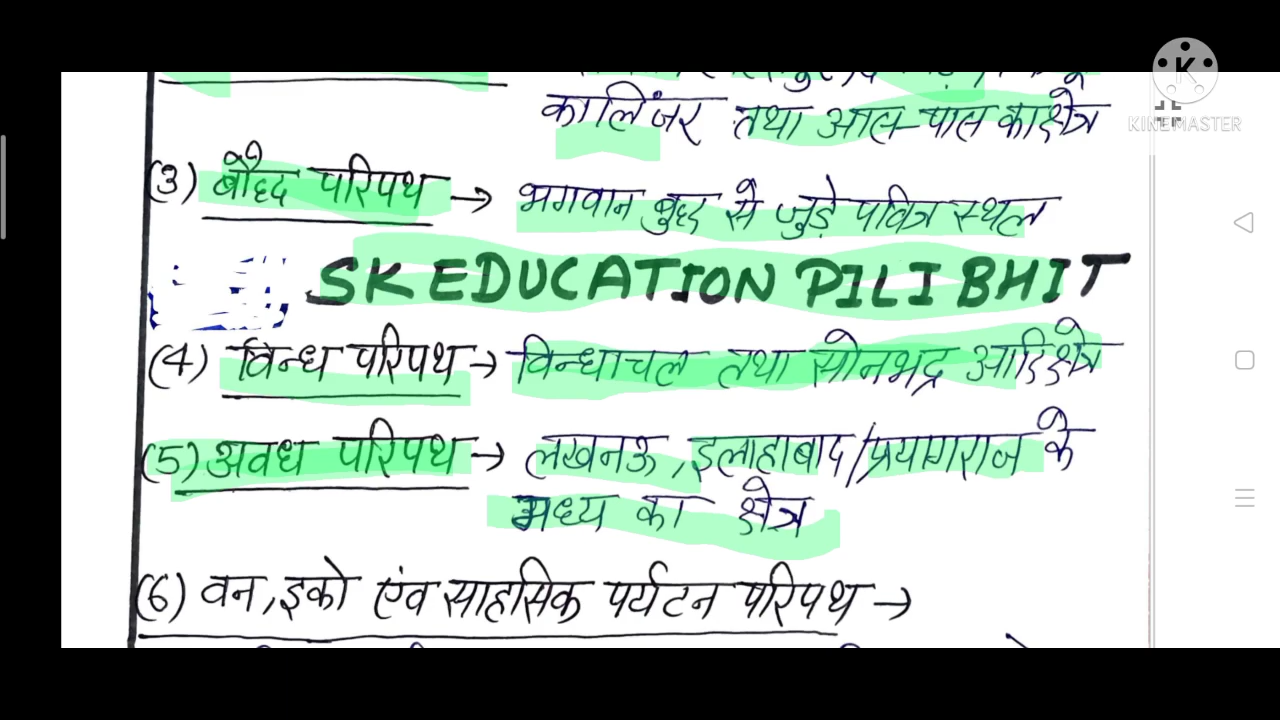 कालिंजर तथा आस-पास का क्षेत्र
KINEMASTER
(3) बौद्द परिपथ → भगवान बुद्द से जुड़े पवित्र स्थल
SK EDUCATION PILIBHIT
(4) विन्ध परिपथ → विन्धाचल तथा सोनभद्र आदि क्षेत्र
(5) अवध परिपथ → लखनऊ, इलाहाबाद/प्रयागराज के
मध्य का क्षेत्र
(6) वन, इको एंव साहसिक पर्यटन परिपथ →